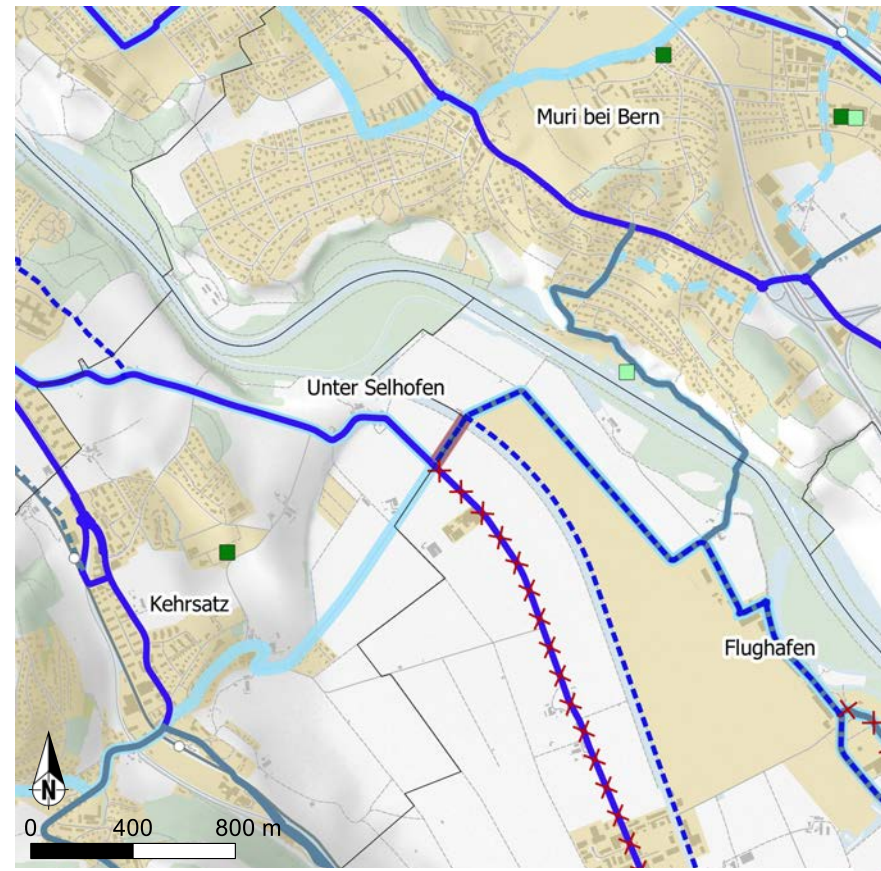 Muri bei Bern
Unter Selhofen
Kehrsatz
Flughafen
N
0 400 800 m